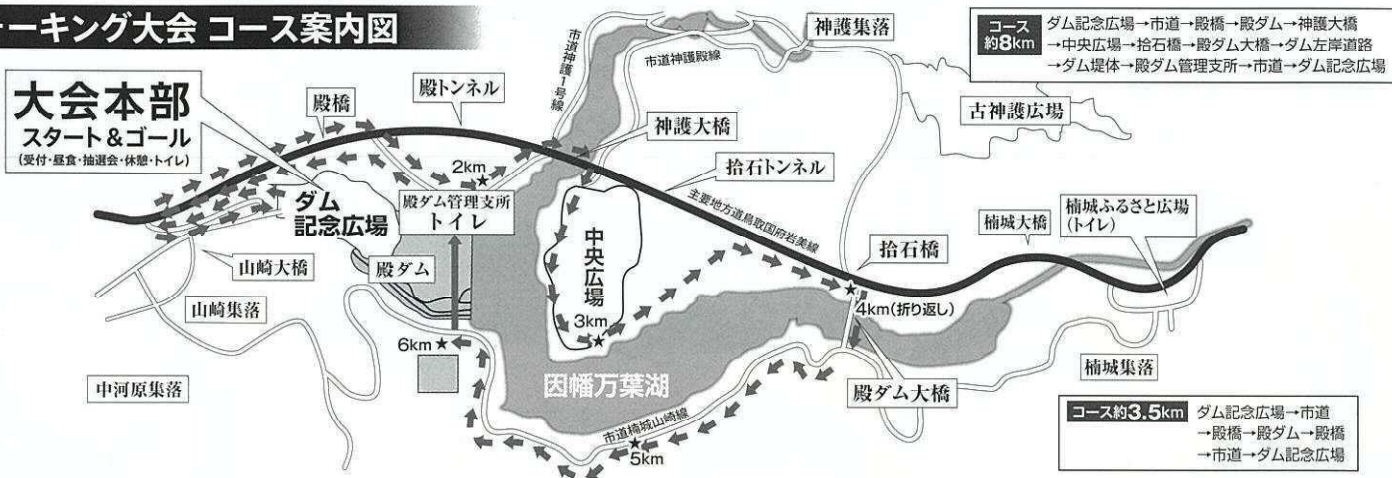 ーキング大会 コース案内図
コース
約8km
ダム記念広場→市道→殿橋→殿ダム→神護大橋
→中央広場→拾石橋→殿ダム大橋→ダム左岸道路
→ダム堤体→殿ダム管理支所→市道→ダム記念広場
大会本部
スタート&ゴール
(受付・昼食・抽選会・休憩・トイレ)
殿橋
殿トンネル
市道神護1号線
市道神護殿線
神護集落
古神護広場
神護大橋
拾石トンネル
2km
殿ダム管理支所
トイレ
ダム
記念広場
主要地方道鳥取国府岩美線
中央広場
拾石橋
楠城大橋
楠城ふるさと広場
(トイレ)
山崎大橋
殿ダム
山崎集落
3km
4km(折り返し)
6km
因幡万葉湖
殿ダム大橋
楠城集落
中河原集落
市道楠城山崎線
5km
コース約3.5km
ダム記念広場→市道
→殿橋→殿ダム→殿橋
→市道→ダム記念広場